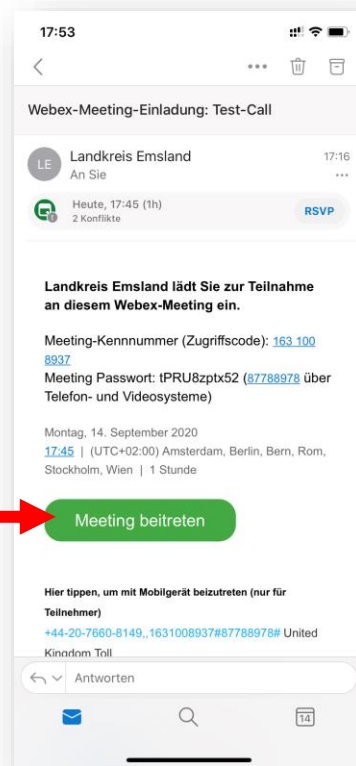 17:53
Webex-Meeting-Einladung: Test-Call
LE
Landkreis Emsland
17:16
An Sie
Heute, 17:45 (1h)
2 Konflikte
RSVP
Landkreis Emsland lädt Sie zur Teilnahme
an diesem Webex-Meeting ein.
Meeting-Kennnummer (Zugriffscode): 163 100
8937
Meeting Passwort: tPRU8zptx52 (87788978 über
Telefon- und Videosysteme)
Montag, 14. September 2020
17:45 | (UTC+02:00) Amsterdam, Berlin, Bern, Rom,
Stockholm, Wien | 1 Stunde
Meeting beitreten
Hier tippen, um mit Mobilgerät beizutreten (nur für
Teilnehmer)
+44-20-7660-8149,,1631008937#87788978# United
Kingdom Toll
Antworten
14